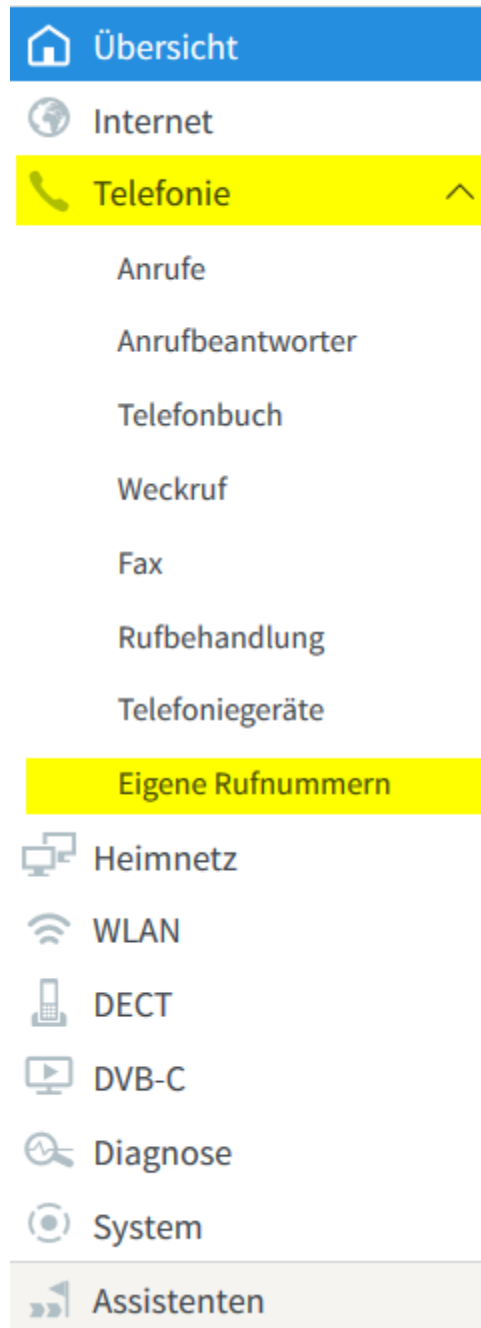 Übersicht
Internet
Telefonie
Anrufe
Anrufbeantworter
Telefonbuch
Weckruf
Fax
Rufbehandlung
Telefoniegeräte
Eigene Rufnummern
Heimnetz
WLAN
DECT
DVB-C
Diagnose
System
Assistenten